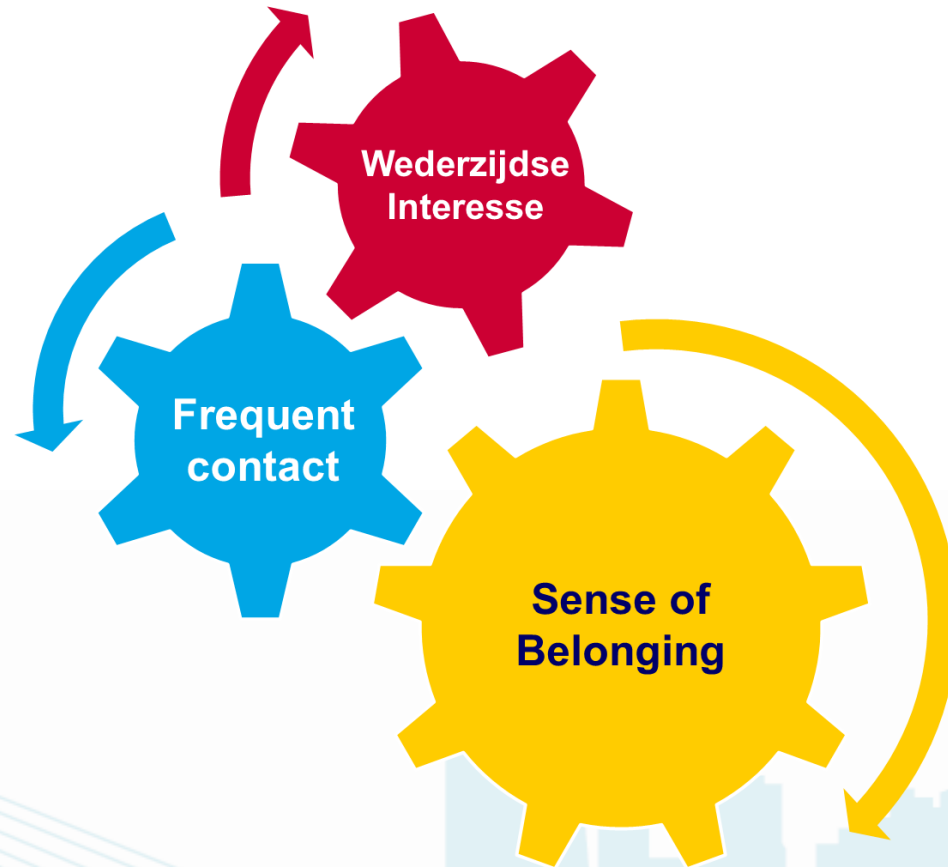 Wederzijdse
Interesse
Frequent
contact
Sense of
Belonging